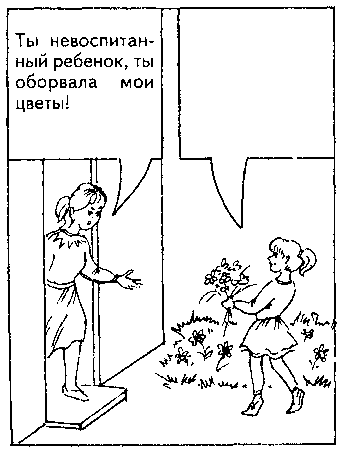 Ты невоспитан-
ный ребенок, ты
оборвала мои
цветы!